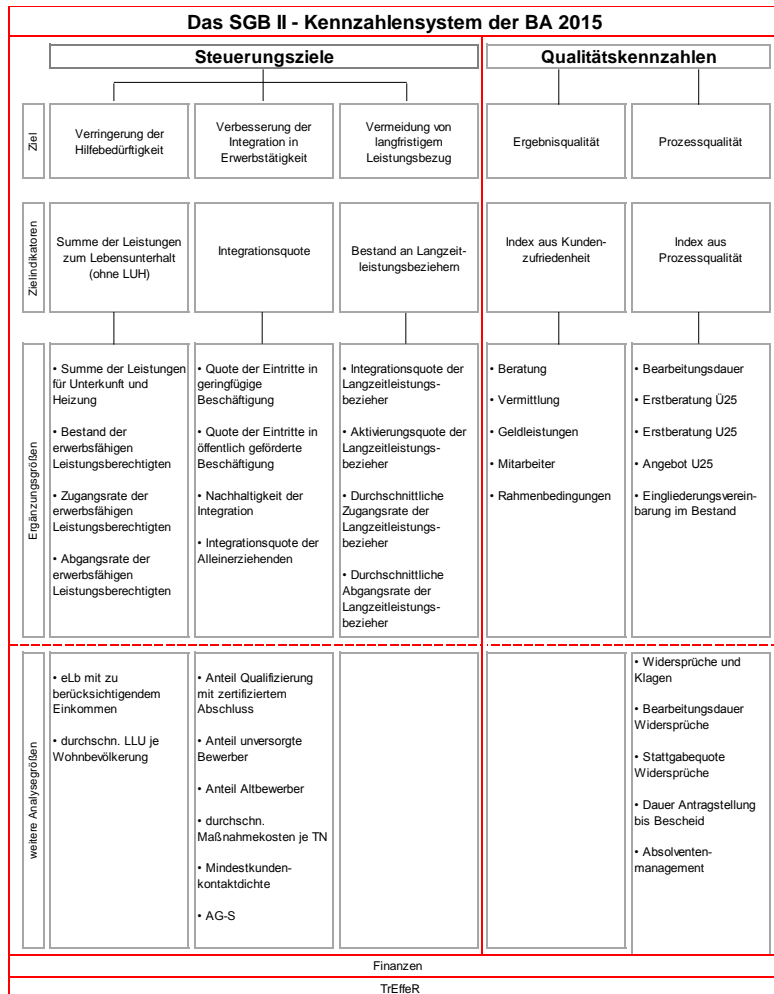 Das SGB II - Kennzahlensystem der BA 2015
Steuerungsziele
Qualitätskennzahlen
Ziel
Verringerung der
Hilfebedürftigkeit
Verbesserung der
Integration in
Erwerbstätigkeit
Vermeidung von
langfristigem
Leistungsbezug
Ergebnisqualität
Prozessqualität
Zielindikatoren
Summe der Leistungen
zum Lebensunterhalt
(ohne LUH)
Integrationsquote
Bestand an Langzeit-
leistungsbeziehern
Index aus Kunden-
zufriedenheit
Index aus
Prozessqualität
Ergänzungsgrößen
• Summe der Leistungen
für Unterkunft und
Heizung
• Bestand der
erwerbsfähigen
Leistungsberechtigten
• Zugangsrate der
erwerbsfähigen
Leistungsberechtigten
• Abgangsrate der
erwerbsfähigen
Leistungsberechtigten
• Quote der Eintritte in
geringfügige
Beschäftigung
• Quote der Eintritte in
öffentlich geförderte
Beschäftigung
• Nachhaltigkeit der
Integration
• Integrationsquote der
Alleinerziehenden
• Integrationsquote der
Langzeitleistungs-
bezieher
• Aktivierungsquote der
Langzeitleistungs-
bezieher
• Durchschnittliche
Zugangsrate der
Langzeitleistungs-
bezieher
• Durchschnittliche
Abgangsrate der
Langzeitleistungs-
bezieher
• Beratung
• Vermittlung
• Geldleistungen
• Mitarbeiter
• Rahmenbedingungen
• Bearbeitungsdauer
• Erstberatung Ü25
• Erstberatung U25
• Angebot U25
• Eingliederungsverein-
barung im Bestand
weitere Analysegrößen
• eLb mit zu
berücksichtigendem
Einkommen
• durchschn. LLU je
Wohnbevölkerung
• Anteil Qualifizierung
mit zertifiziertem
Abschluss
• Anteil unversorgte
Bewerber
• Anteil Altbewerber
• durchschn.
Maßnahmekosten je TN
• Mindestkunden-
kontaktdichte
• AG-S
• Widersprüche und
Klagen
• Bearbeitungsdauer
Widersprüche
• Stattgabequote
Widersprüche
• Dauer Antragstellung
bis Bescheid
• Absolventen-
management
Finanzen
TrEffeR